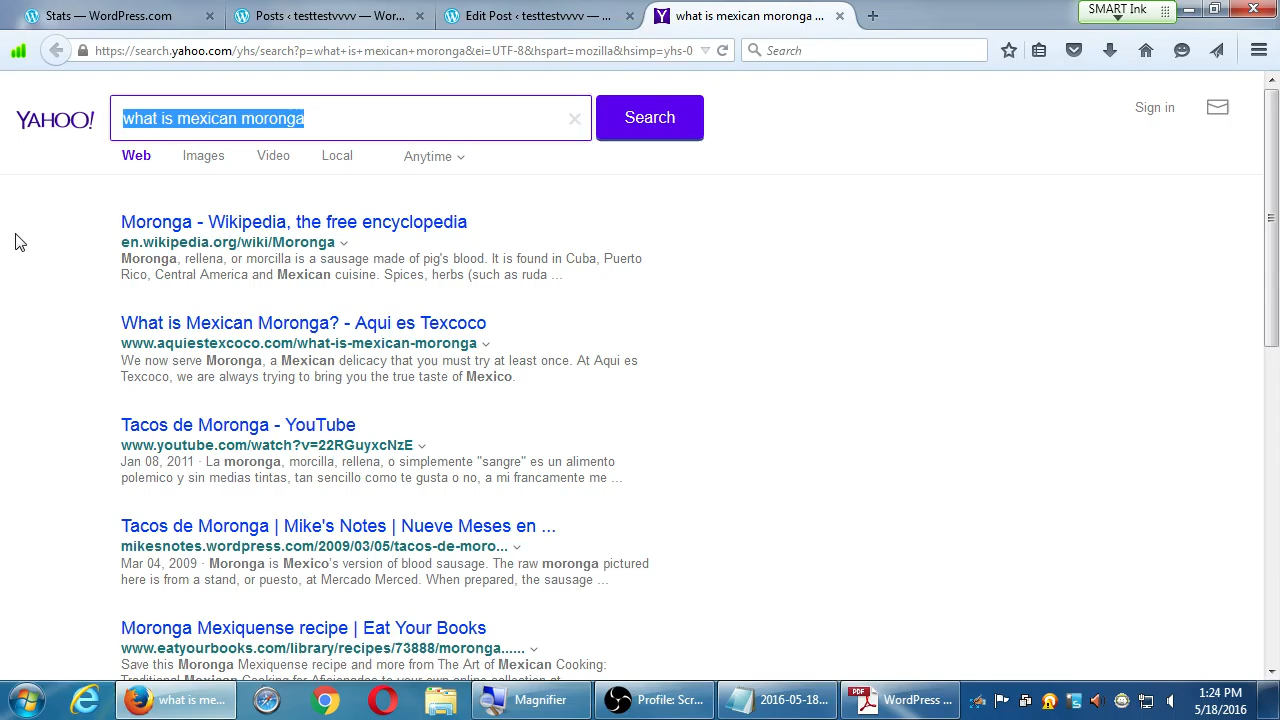 Stats — WordPress.com
Posts ‹ testtestvvvv — Wor...
Edit Post ‹ testtestvvvv — ...
what is mexican moronga ...
SMART Ink
https://search.yahoo.com/yhs/search?p=what+is+mexican+moronga&ei=UTF-8&hspart=mozilla&hsimp=yhs-0
Search
YAHOO!
what is mexican moronga
Search
Sign in
Web Images Video Local Anytime
Moronga - Wikipedia, the free encyclopedia
en.wikipedia.org/wiki/Moronga
Moronga, rellena, or morcilla is a sausage made of pig's blood. It is found in Cuba, Puerto
Rico, Central America and Mexican cuisine. Spices, herbs (such as ruda ...
What is Mexican Moronga? - Aqui es Texcoco
www.aquiestexcoco.com/what-is-mexican-moronga
We now serve Moronga, a Mexican delicacy that you must try at least once. At Aqui es
Texcoco, we are always trying to bring you the true taste of Mexico.
Tacos de Moronga - YouTube
www.youtube.com/watch?v=22RGuyxcNzE
Jan 08, 2011 · La moronga, morcilla, rellena, o simplemente "sangre" es un alimento
polemico y sin medias tintas, tan sencillo como te gusta o no, a mi francamente me ...
Tacos de Moronga | Mike's Notes | Nueve Meses en ...
mikesnotes.wordpress.com/2009/03/05/tacos-de-moro...
Mar 04, 2009 · Moronga is Mexico's version of blood sausage. The raw moronga pictured
here is from a stand, or puesto, at Mercado Merced. When prepared, the sausage ...
Moronga Mexiquense recipe | Eat Your Books
www.eatyourbooks.com/library/recipes/73888/moronga......
Save this Moronga Mexiquense recipe and more from The Art of Mexican Cooking:
Traditional Mexican Cooking for Aficionados to your own online collection at
what is me...
Magnifier
Profile: Scr...
2016-05-18...
PDF
WordPress ...
1:24 PM
5/18/2016